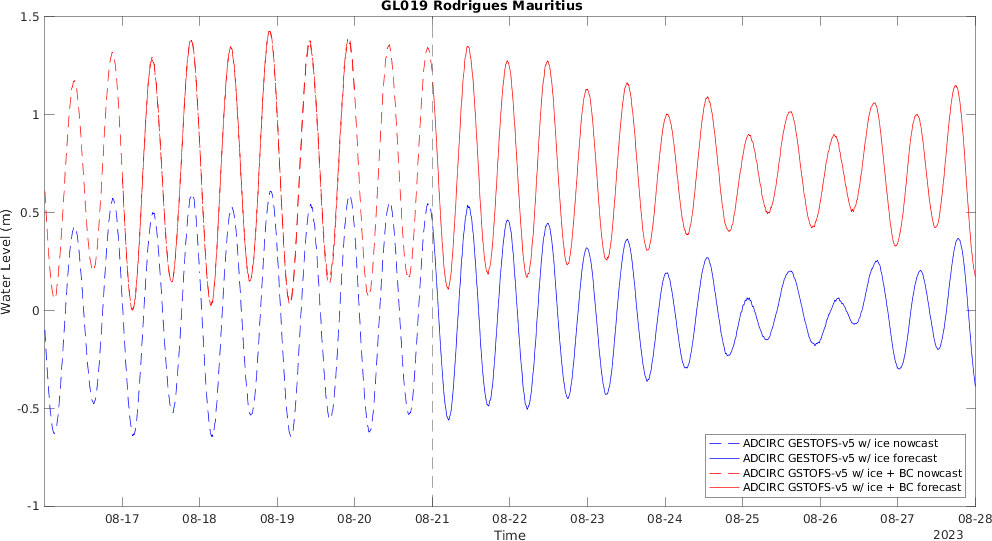 GL019 Rodrigues Mauritius
1.5
1
0.5
0
-0.5
-1
Water Level (m)
ADCIRC GESTOFS-v5 w/ ice nowcast
ADCIRC GESTOFS-v5 w/ ice forecast
ADCIRC GSTOFS-v5 w/ ice + BC nowcast
ADCIRC GSTOFS-v5 w/ ice + BC forecast
08-17 08-18 08-19 08-20 08-21 08-22 08-23 08-24 08-25 08-26 08-27 08-28
Time
2023